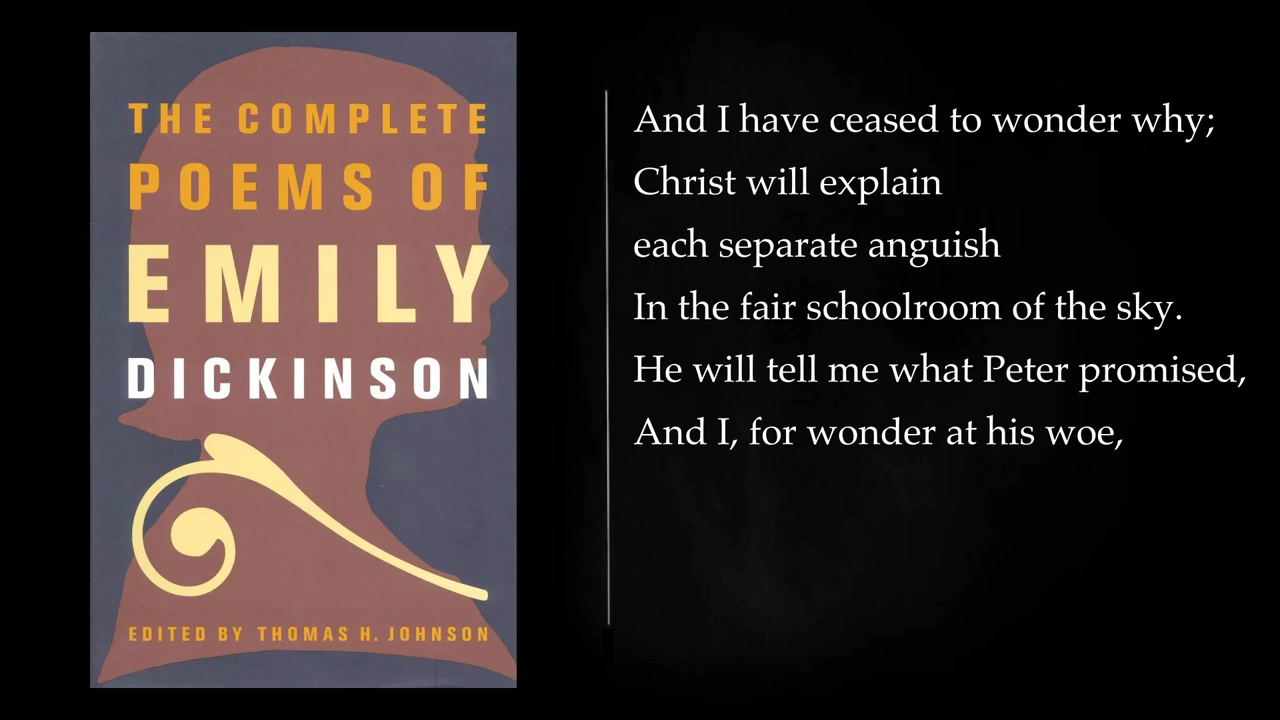 THE COMPLETE
POEMS OF
EMILY
DICKINSON
EDITED BY THOMAS H. JOHNSON
And I have ceased to wonder why;
Christ will explain
each separate anguish
In the fair schoolroom of the sky.
He will tell me what Peter promised,
And I, for wonder at his woe,